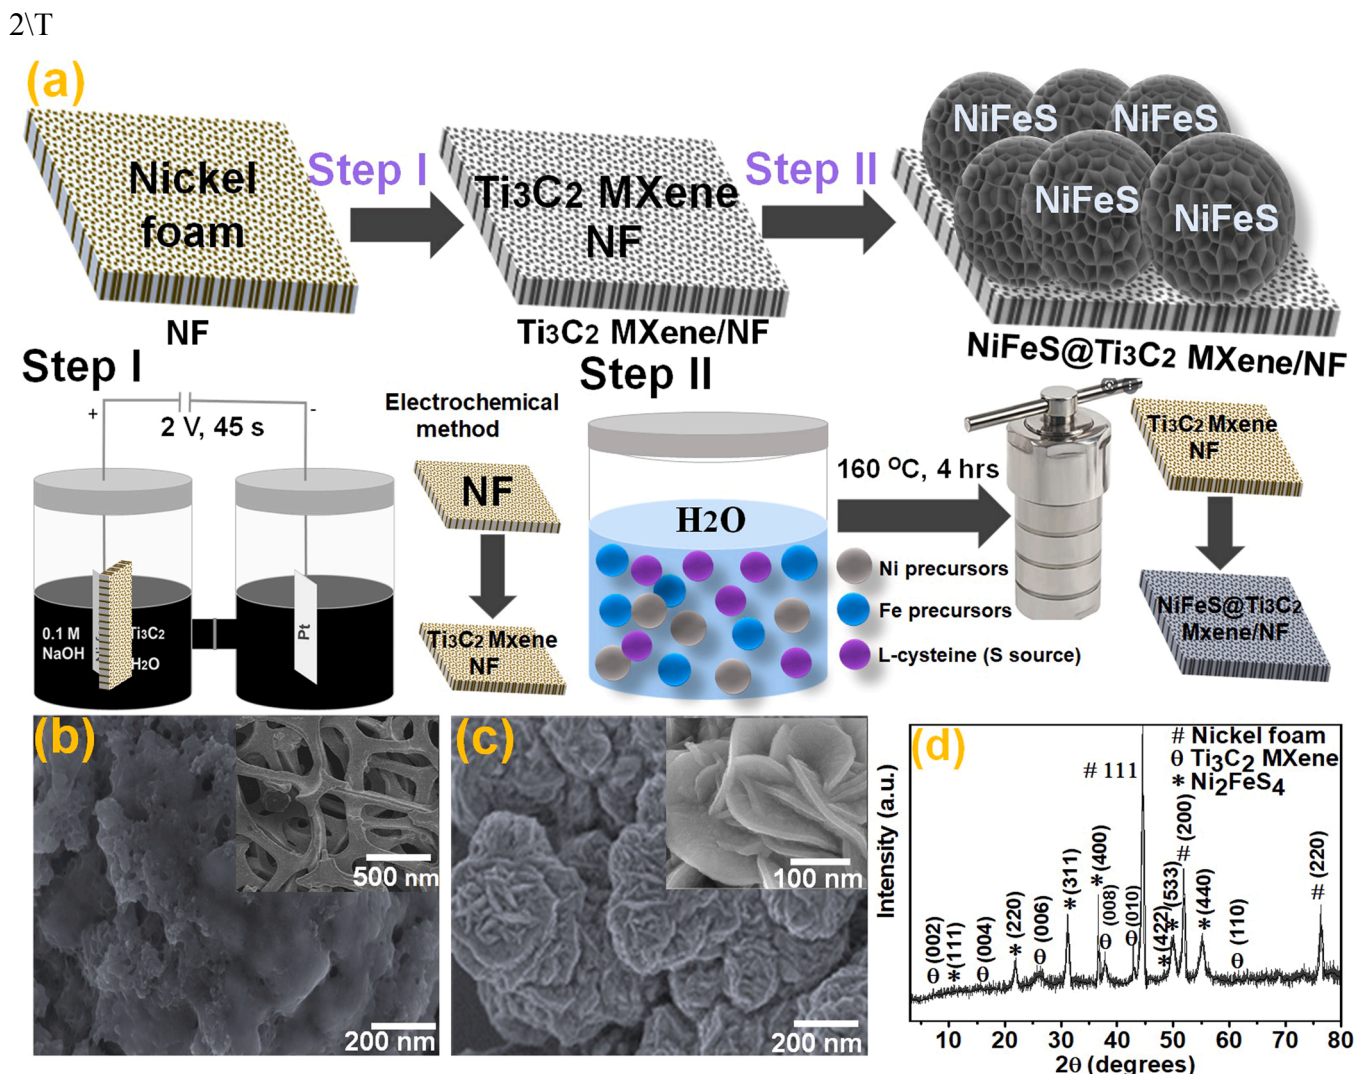 2\T
(a)
Nickel
foam
NF
Step I
Ti3C2 MXene
NF
Ti3C2 MXene/NF
Step II
NiFeS
NiFeS
NiFeS
NiFeS
NiFeS@Ti3C2 MXene/NF
Step I
+
-
2 V, 45 s
0.1 M
NaOH
Ti3C2
H2O
Pt
Electrochemical
method
NF
Ti3C2 Mxene
NF
Step II
H2O
160 OC, 4 hrs
Ni precursors
Fe precursors
L-cysteine (S source)
Ti3C2 Mxene
NF
NiFeS@Ti3C2
Mxene/NF
(b)
500 nm
200 nm
(c)
100 nm
200 nm
(d)
# Nickel foam
θ Ti3C2 MXene
* Ni2FeS4
Intensity (a.u.)
θ (002)
*(111)
θ (004)
*(220)
θ (006)
*(311)
*(400)
θ (008)
θ (010)
# 111
*(422)
*(533)
# (200)
*(440)
θ (110)
# (220)
10 20 30 40 50 60 70 80
2θ (degrees)